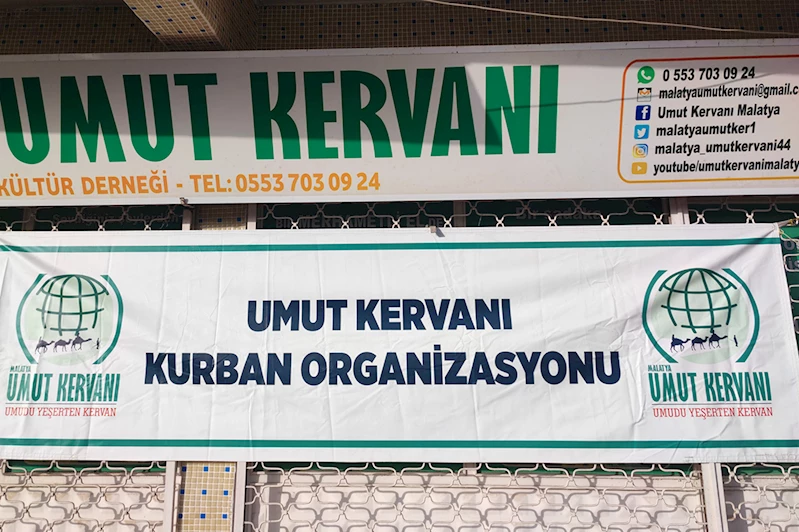 UMUT KERVANI
KÜLTÜR DERNEĞİ - TEL: 0553 703 09 24
0 553 703 09 24
malatyaumutkervani@gmail.c
Umut Kervanı Malatya
malatyaumutker1
malatya_umutkervani44
youtube/umutkervanimalaty
UMUT KERVANI
KURBAN ORGANİZASYONU
MALATYA
UMUT KERVANI
UMUDU YEŞERTEN KERVAN
MALATYA
UMUT KERVANI
UMUDU YEŞERTEN KERVAN